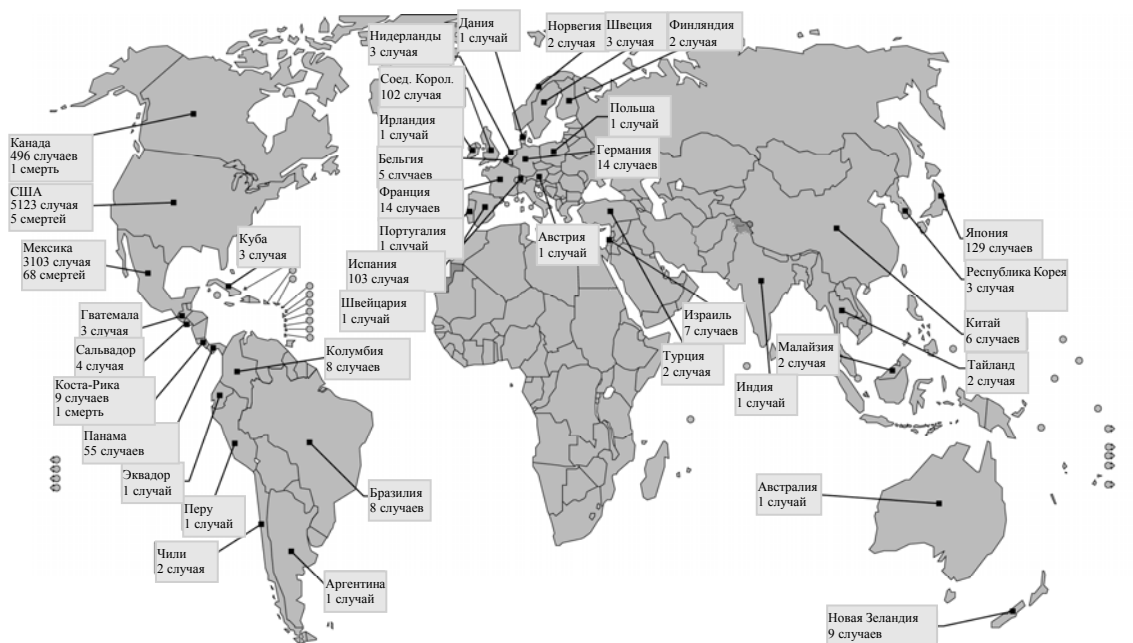 Дания
1 случай
Норвегия
2 случая
Швеция
3 случая
Финляндия
2 случая
Нидерланды
3 случая
Соед. Корол.
102 случая
Ирландия
1 случай
Бельгия
5 случаев
Франция
14 случаев
Португалия
1 случай
Испания
103 случая
Швейцария
1 случай
Польша
1 случай
Германия
14 случаев
Австрия
1 случай
Канада
496 случаев
1 смерть
США
5123 случая
5 смертей
Мексика
3103 случая
68 смертей
Куба
3 случая
Гватемала
3 случая
Сальвадор
4 случая
Коста-Рика
9 случаев
1 смерть
Панама
55 случаев
Эквадор
1 случай
Перу
1 случай
Чили
2 случая
Аргентина
1 случай
Бразилия
8 случаев
Колумбия
8 случаев
Израиль
7 случаев
Турция
2 случая
Индия
1 случай
Малайзия
2 случая
Япония
129 случаев
Республика Корея
3 случая
Китай
6 случаев
Тайланд
2 случая
Австралия
1 случай
Новая Зеландия
9 случаев